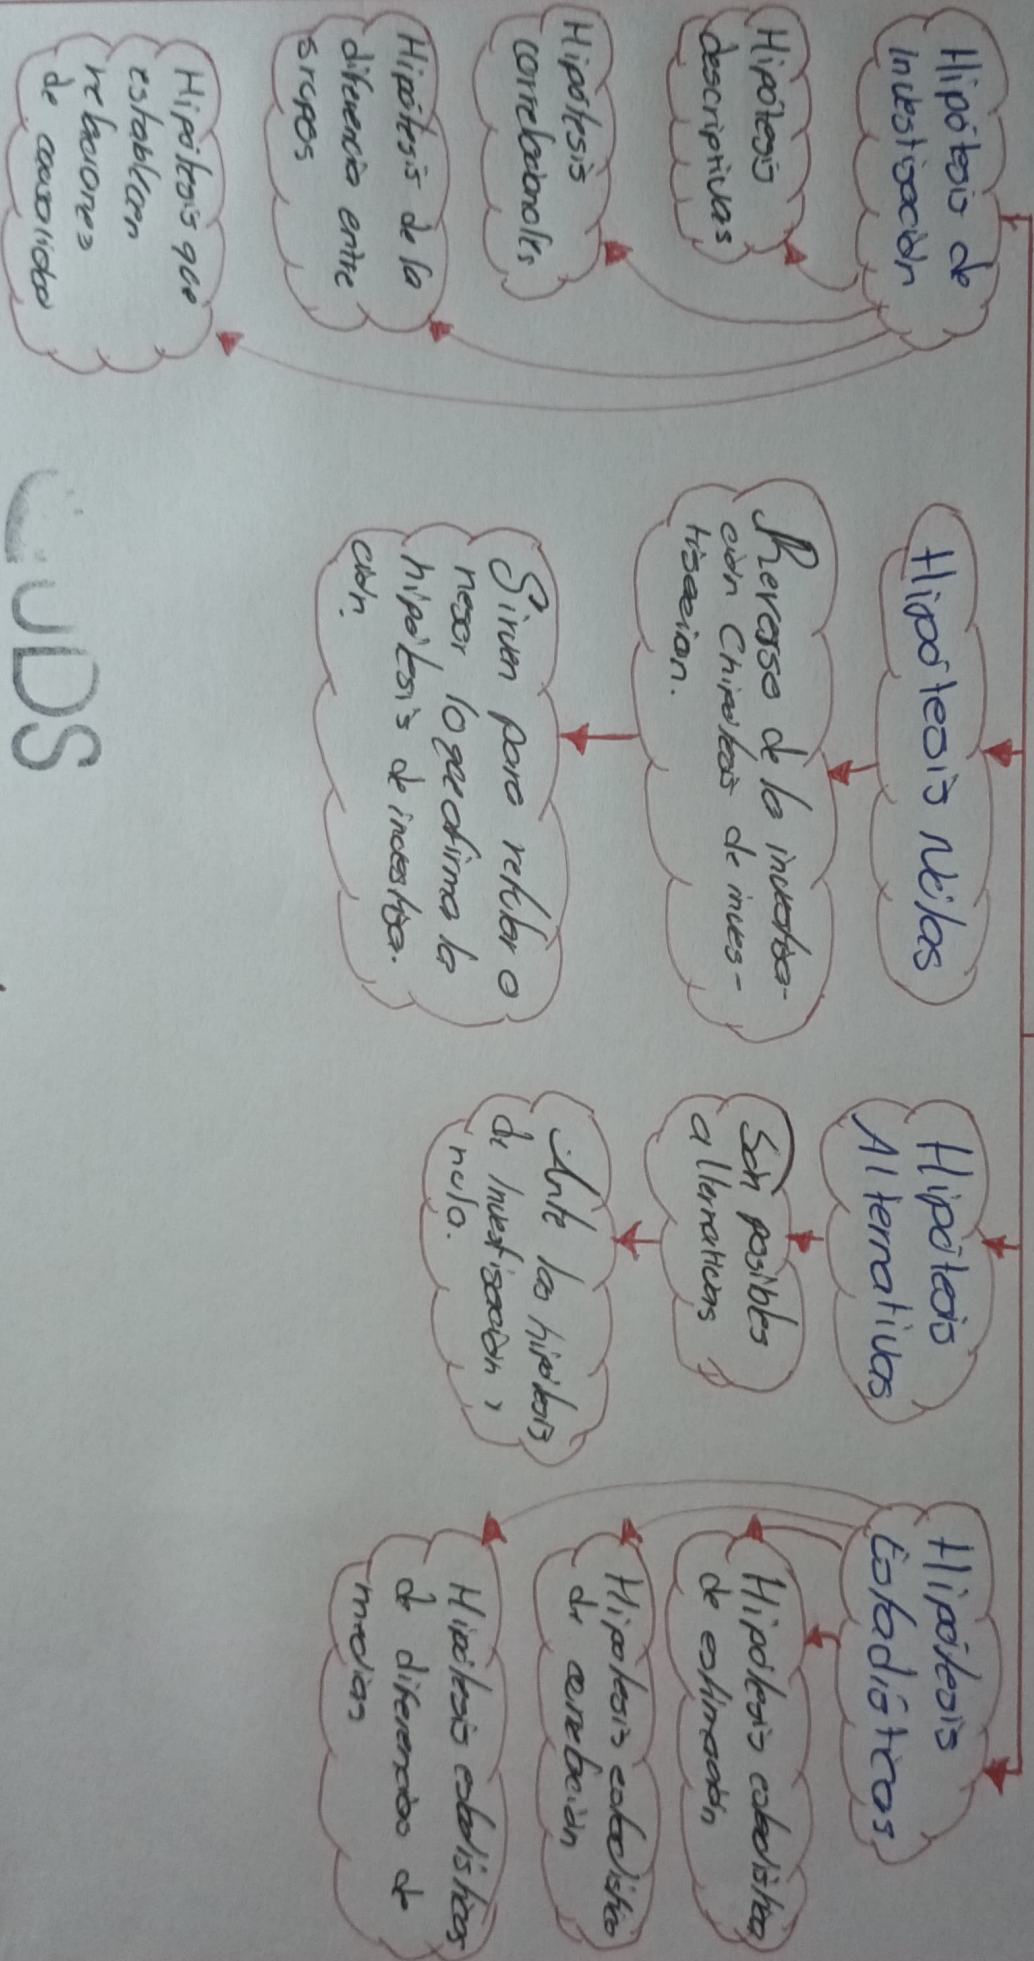 Hipótesis de
Investigación
Hipótesis
descriptivas
Hipótesis
correlacionales
Hipótesis de la
diferencia entre
grupos
Hipótesis que
establecen
relaciones
de causalidad
Hipótesis Nulas
Reverso de la investiga-
ción Chipótesis de inves-
tigación.
Sirven para refutar o
negar lo que afirma la
hipótesis de investiga.
ción.
Hipótesis
Alternativas
Son posibles
alternativas
Ante las hipótesis
de Investigación y
nula.
Hipótesis
Estadísticas
Hipótesis estadística
de estimación
Hipótesis estadística
de correlación
Hipótesis estadísticas
de diferencias de
medias
UDS